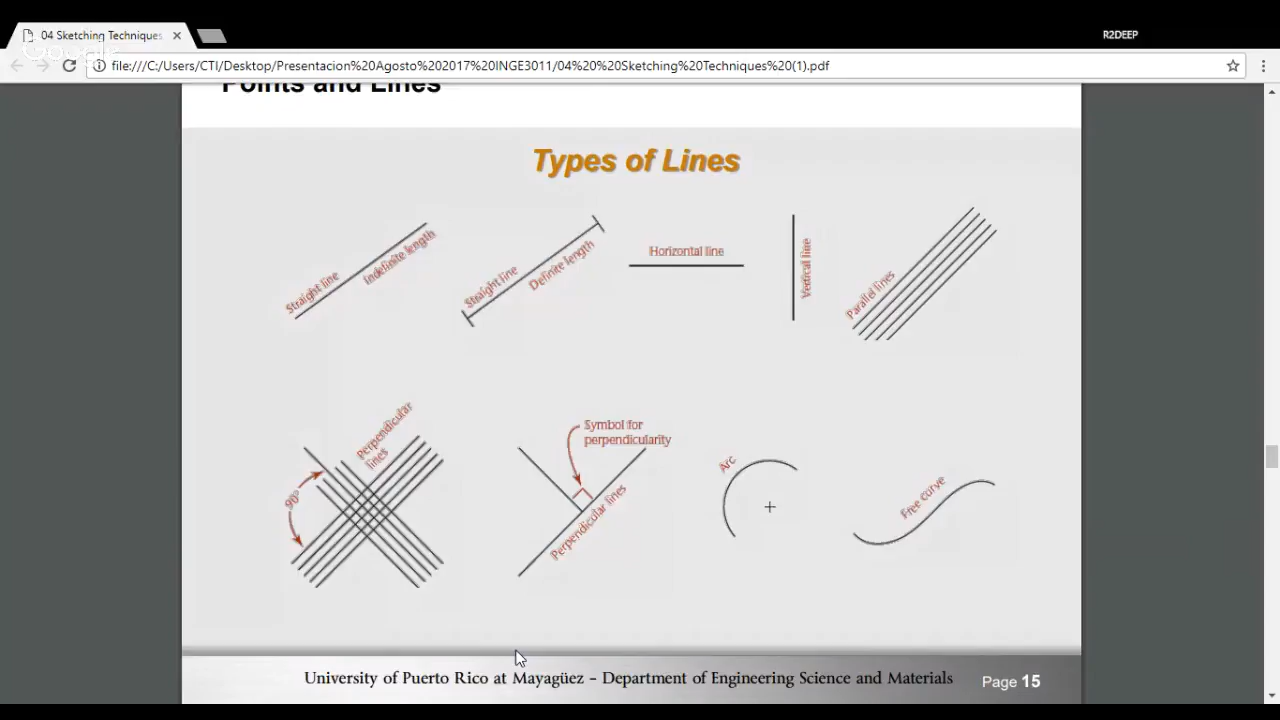 04 Sketching Techniques
R2DEEP
file:///C:/Users/CTI/Desktop/Presentacion%20Agosto%202017%20INGE3011/04%20%20Sketching%20Techniques%20(1).pdf
Points and Lines
Types of Lines
Straight line
Indefinite length
Straight line
Definite length
Horizontal line
Vertical line
Parallel lines
Perpendicular
lines
90°
Symbol for
perpendicularity
Perpendicular lines
Arc
Free curve
University of Puerto Rico at Mayagüez – Department of Engineering Science and Materials
Page 15